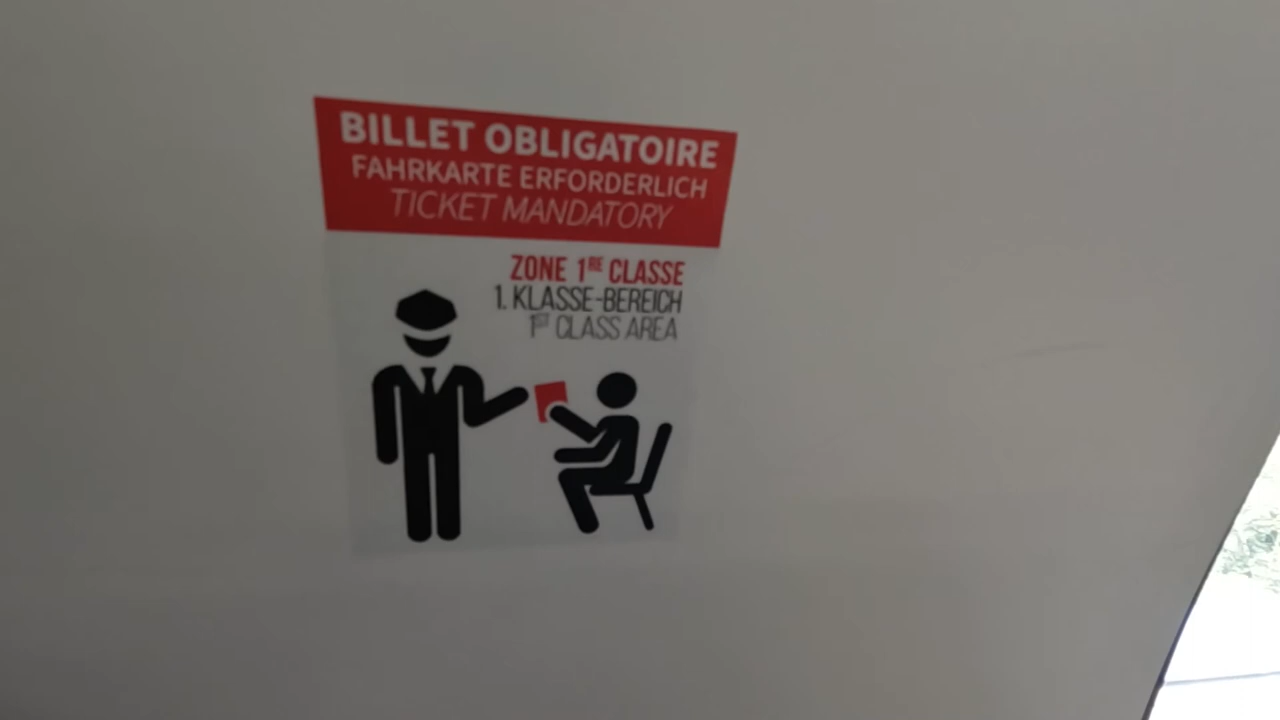 BILLET OBLIGATOIRE
FAHRKARTE ERFORDERLICH
TICKET MANDATORY
ZONE 1RE CLASSE
1. KLASSE-BEREICH
1ST CLASS AREA